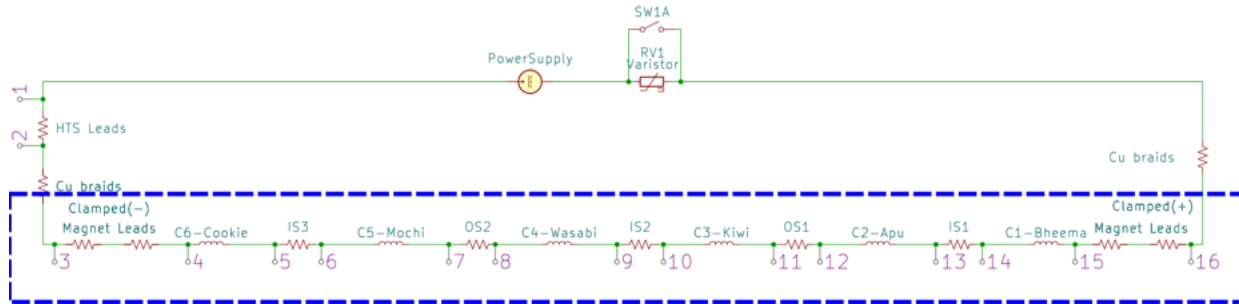 SW1A
PowerSupply
RV1
Varistor
1
HTS Leads
2
Cu braids
Cu braids
Clamped(-)
Magnet Leads
C6-Cookie
IS3
C5-Mochi
OS2
C4-Wasabi
IS2
C3-Kiwi
OS1
C2-Apu
IS1
C1-Bheema
Clamped(+)
Magnet Leads
3
4
5
6
7
8
9
10
11
12
13
14
15
16